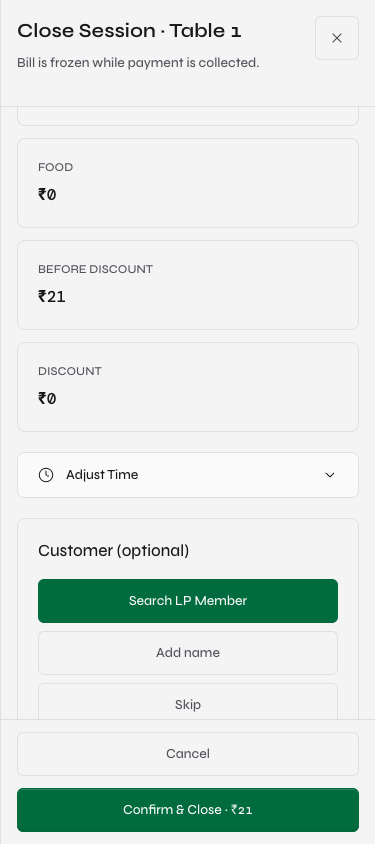 Close Session · Table 1
Bill is frozen while payment is collected.
FOOD
₹0
BEFORE DISCOUNT
₹21
DISCOUNT
₹0
Adjust Time
Customer (optional)
Search LP Member
Add name
Skip
Cancel
Confirm & Close · ₹21